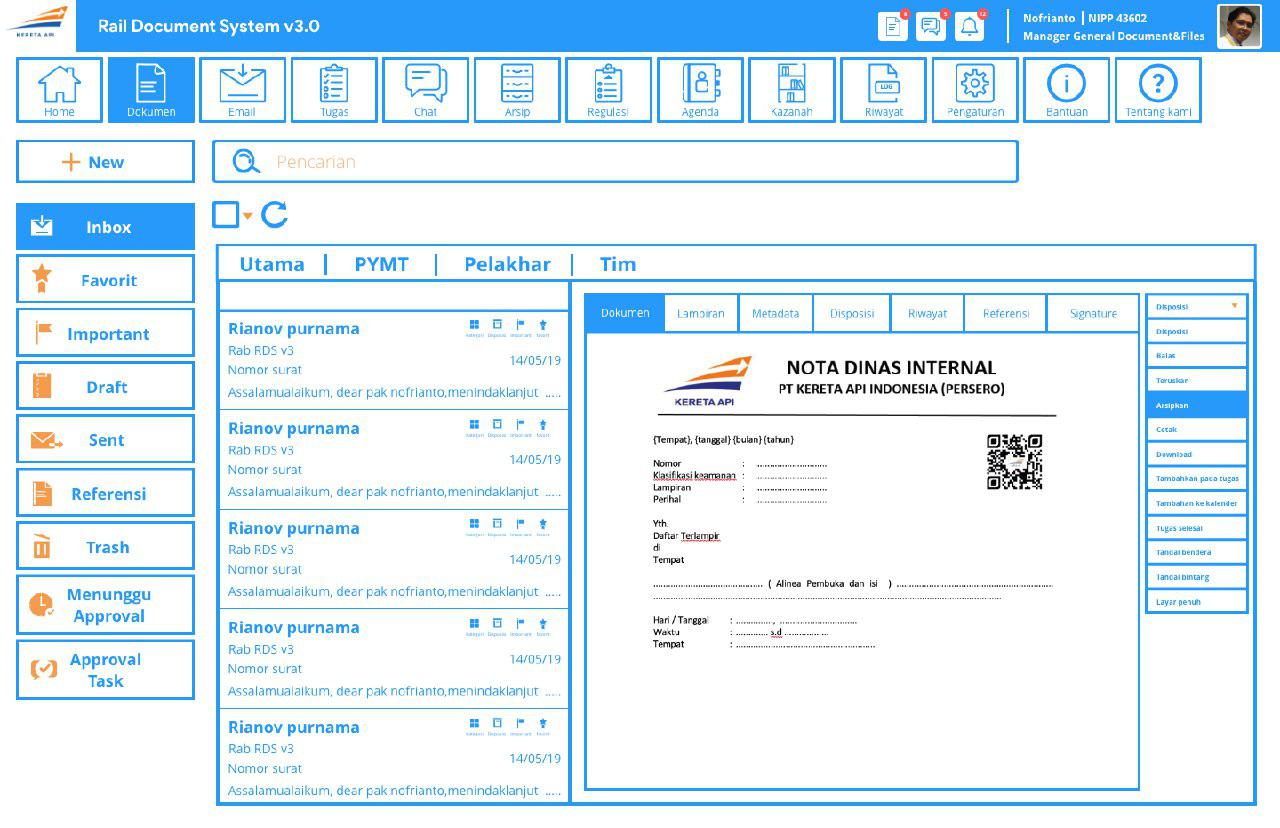 KERETA API
Rail Document System v3.0
Nofrianto | NIPP 43602
Manager General Document&Files
Home
Dokumen
Email
Tugas
Chat
Arsip
Regulasi
Agenda
Kazanah
LOG
Riwayat
Pengaturan
Bantuan
Tentang kami
+ New
Pencarian
Inbox
Favorit
Important
Draft
Sent
Referensi
Trash
Menunggu
Approval
Approval
Task
Utama | PYMT | Pelakhar | Tim
Rianov purnama
Rab RDS v3
14/05/19
Nomor surat
Assalamualaikum, dear pak nofrianto,menindaklanjut .....
Rianov purnama
Rab RDS v3
14/05/19
Nomor surat
Assalamualaikum, dear pak nofrianto,menindaklanjut .....
Rianov purnama
Rab RDS v3
14/05/19
Nomor surat
Assalamualaikum, dear pak nofrianto,menindaklanjut .....
Rianov purnama
Rab RDS v3
14/05/19
Nomor surat
Assalamualaikum, dear pak nofrianto,menindaklanjut .....
Rianov purnama
Rab RDS v3
14/05/19
Nomor surat
Assalamualaikum, dear pak nofrianto,menindaklanjut .....
Dokumen
Lampiran
Metadata
Disposisi
Riwayat
Referensi
Signature
KERETA API
NOTA DINAS INTERNAL
PT KERETA API INDONESIA (PERSERO)
{Tempat}, {tanggal} {bulan} {tahun}
Nomor : ..........................
Klasifikasi keamanan : ..........................
Lampiran ..........................
Perihal : ..........................
Yth.
Daftar Terlampir
di
Tempat
.......................................... ( Alinea Pembuka dan isi ) ............................................................
....................................................................................................................................
Hari / Tanggal : .............. , ..............................
Waktu : ............ s.d .................
Tempat : .....................................................
Disposisi
Disposisi
Balas
Teruskan
Arsipkan
Cetak
Download
Tambahkan pada tugas
Tambahan ke kalender
Tugas selesai
Tandai bendera
Tandai bintang
Layar penuh